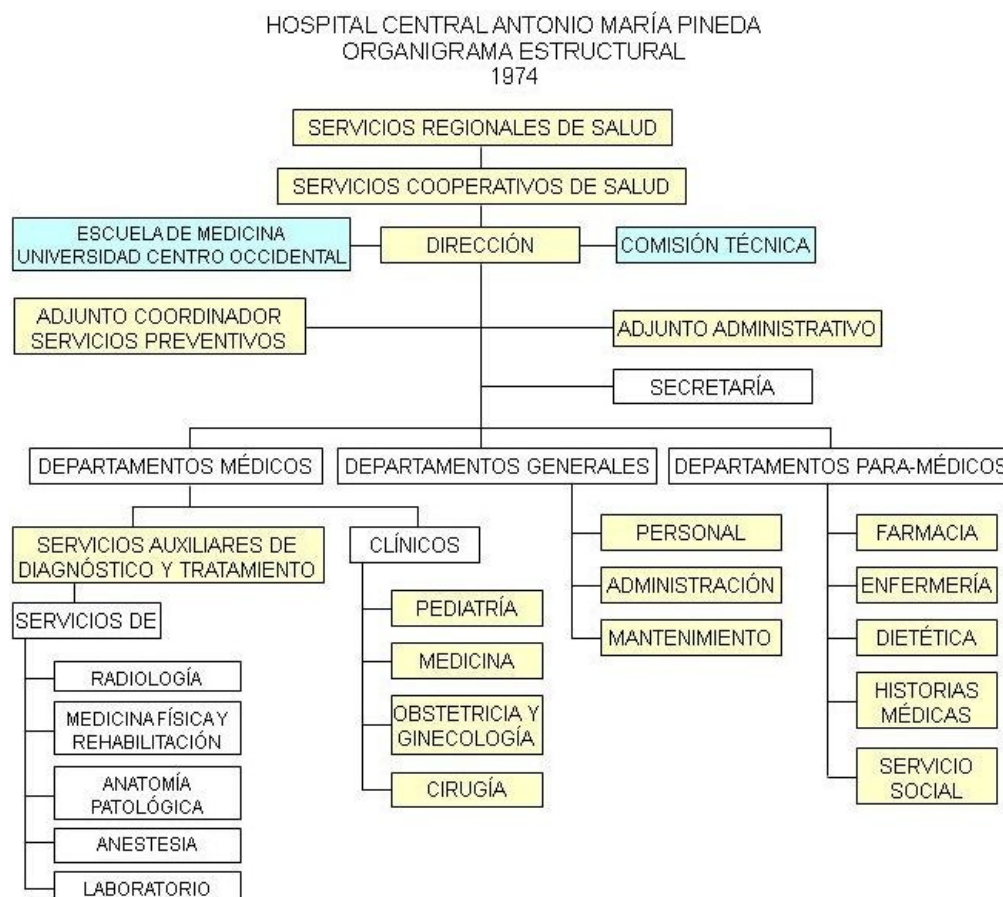 HOSPITAL CENTRAL ANTONIO MARÍA PINEDA
ORGANIGRAMA ESTRUCTURAL
1974
SERVICIOS REGIONALES DE SALUD
SERVICIOS COOPERATIVOS DE SALUD
ESCUELA DE MEDICINA
UNIVERSIDAD CENTRO OCCIDENTAL
DIRECCIÓN
COMISIÓN TÉCNICA
ADJUNTO COORDINADOR
SERVICIOS PREVENTIVOS
ADJUNTO ADMINISTRATIVO
SECRETARÍA
DEPARTAMENTOS MÉDICOS
DEPARTAMENTOS GENERALES
DEPARTAMENTOS PARA-MÉDICOS
SERVICIOS AUXILIARES DE
DIAGNÓSTICO Y TRATAMIENTO
SERVICIOS DE
RADIOLOGÍA
MEDICINA FÍSICA Y
REHABILITACIÓN
ANATOMÍA
PATOLÓGICA
ANESTESIA
LABORATORIO
CLÍNICOS
PEDIATRÍA
MEDICINA
OBSTETRICIA Y
GINECOLOGÍA
CIRUGÍA
PERSONAL
ADMINISTRACIÓN
MANTENIMIENTO
FARMACIA
ENFERMERÍA
DIETÉTICA
HISTORIAS
MÉDICAS
SERVICIO
SOCIAL